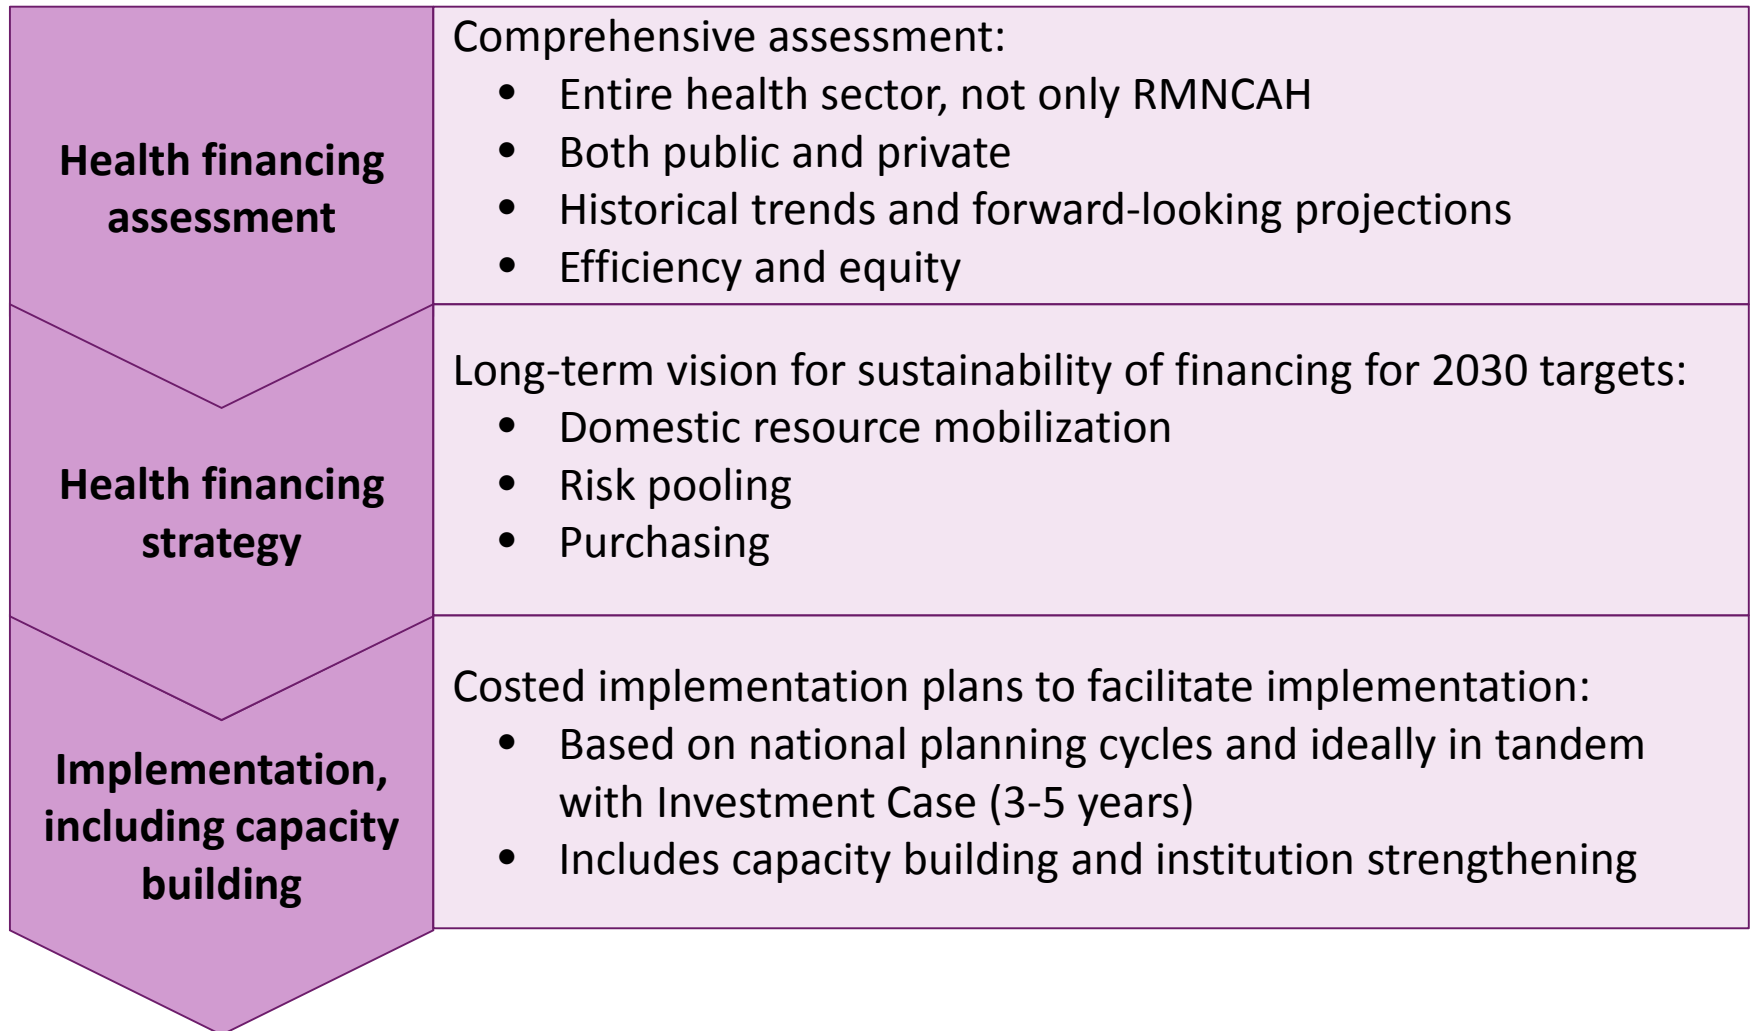 Health financing
assessment
Comprehensive assessment:
• Entire health sector, not only RMNCAH
• Both public and private
• Historical trends and forward-looking projections
• Efficiency and equity
Health financing
strategy
Long-term vision for sustainability of financing for 2030 targets:
• Domestic resource mobilization
• Risk pooling
• Purchasing
Implementation,
including capacity
building
Costed implementation plans to facilitate implementation:
• Based on national planning cycles and ideally in tandem
with Investment Case (3-5 years)
• Includes capacity building and institution strengthening